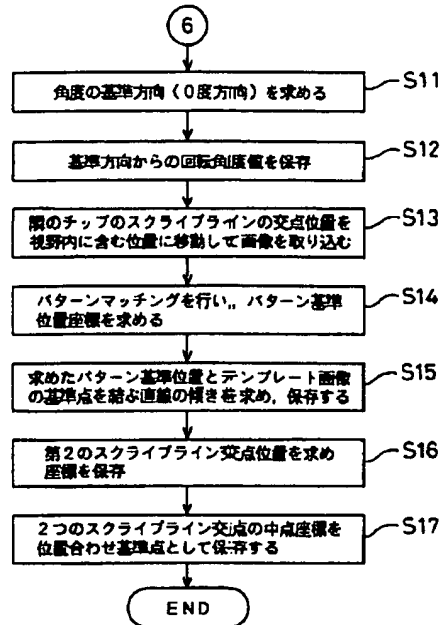 6
角度の基準方向(0度方向)を求める
S11
基準方向からの回転角度値を保存
S12
隣のチップのスクライブラインの交点位置を
視野内に含む位置に移動して画像を取り込む
S13
パターンマッチングを行い,パターン基準
位置座標を求める
S14
求めたパターン基準位置とテンプレート画像
の基準点を結ぶ直線の傾きを求め,保存する
S15
第2のスクライブライン交点位置を求め
座標を保存
S16
2つのスクライブライン交点の中点座標を
位置合わせ基準点として保存する
S17
END